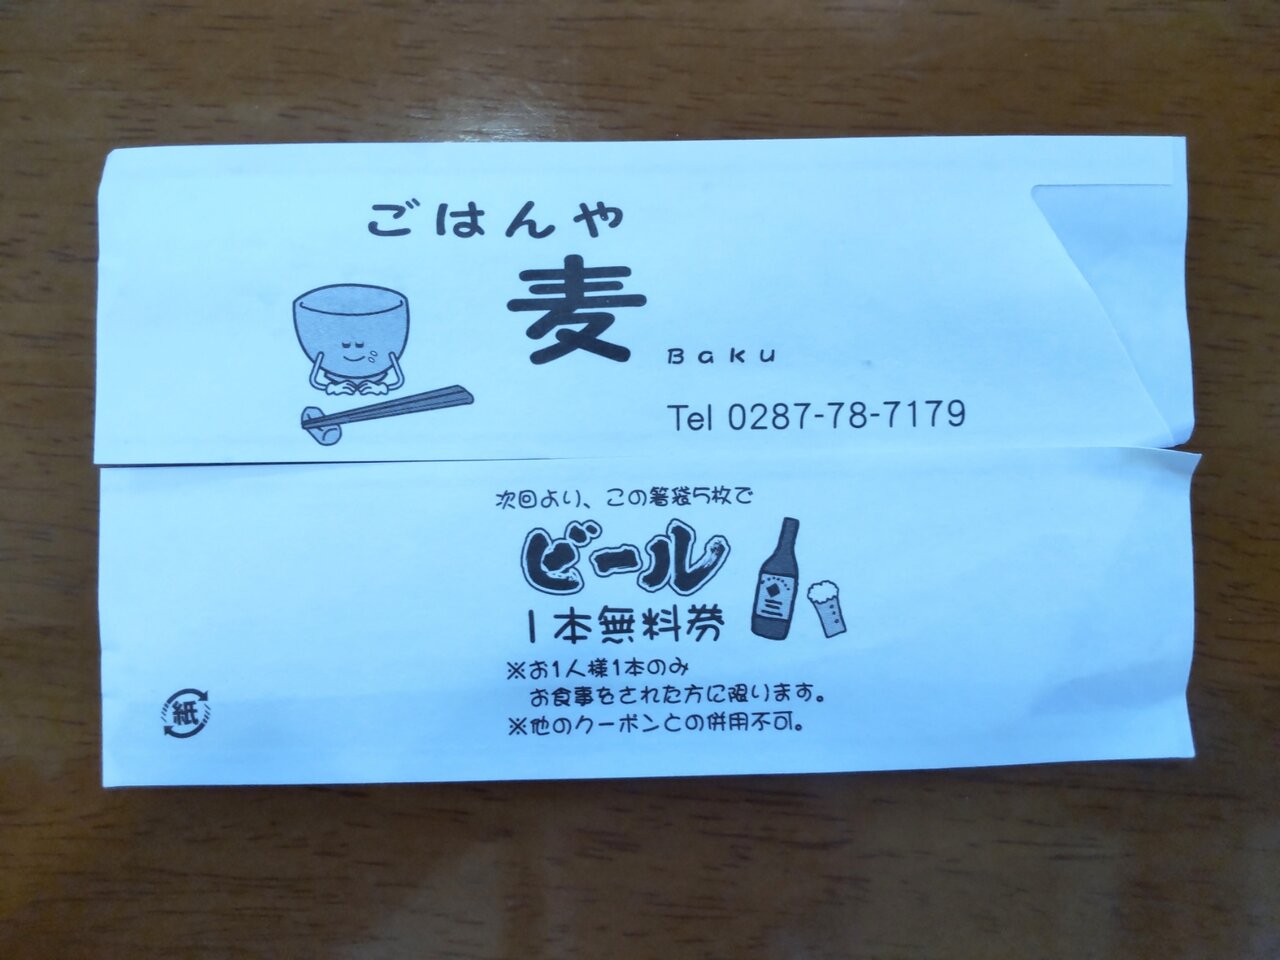 ごはんや
麦
Baku
Tel 0287-78-7179
次回より、この箸袋5枚で
ビール
1本無料券
※お1人様1本のみ
お食事をされた方に限ります。
※他のクーポンとの併用不可。
紙